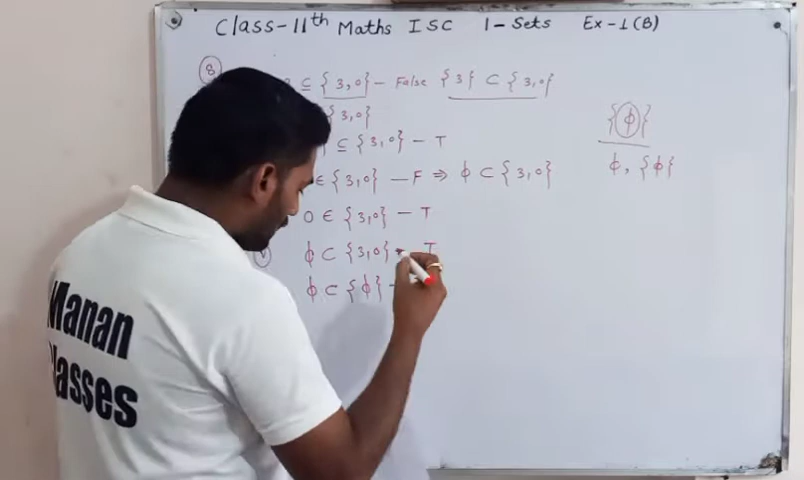 Class-11th Maths ISC 1-Sets Ex-1(B)
8
⊆ {3,0} - False {3} ⊂ {3,0}
{3,0}
⊆ {3,0} - T
∈ {3,0} - F ⇒ ϕ ⊂ {3,0}
0 ∈ {3,0} - T
ϕ ⊂ {3,0} - T
ϕ ⊂ {ϕ} -
{ϕ}
ϕ, {ϕ}
Manan
Classes